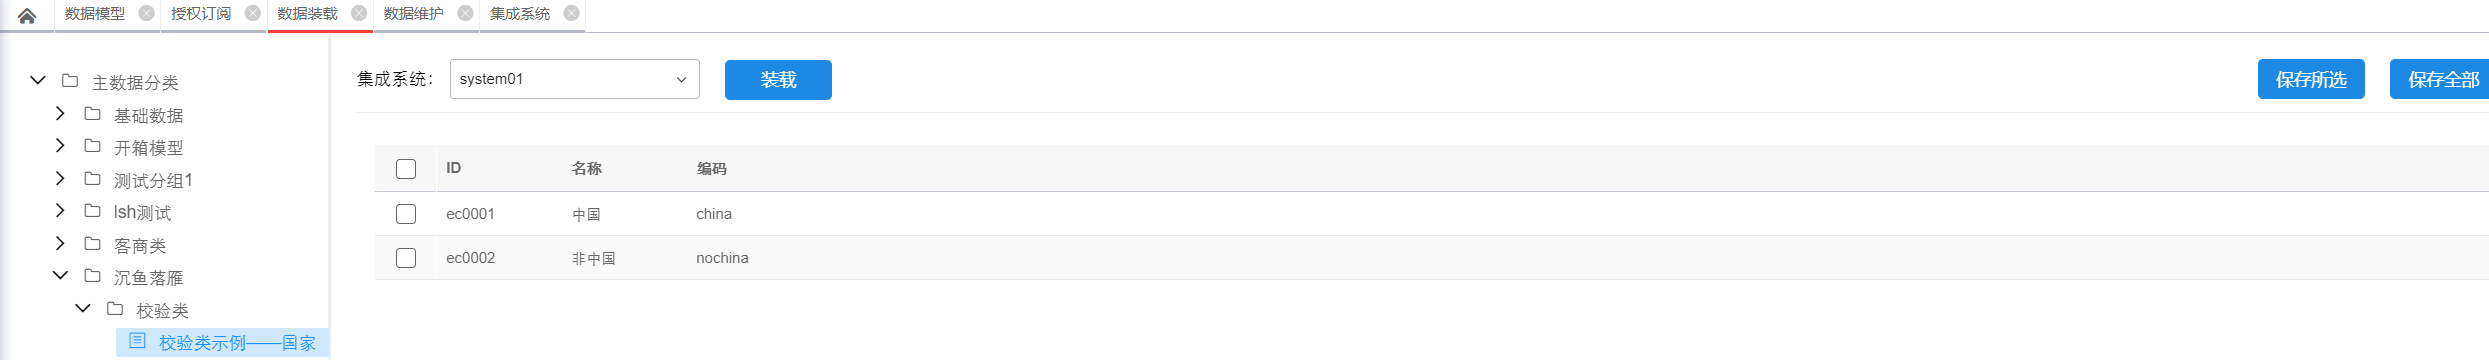 数据模型 授权订阅 数据装载 数据维护 集成系统
主数据分类
基础数据
开箱模型
测试分组1
lsh测试
客商类
沉鱼落雁
校验类
校验类示例——国家
集成系统： system01 装载 保存所选 保存全部
ID 名称 编码
ec0001 中国 china
ec0002 非中国 nochina